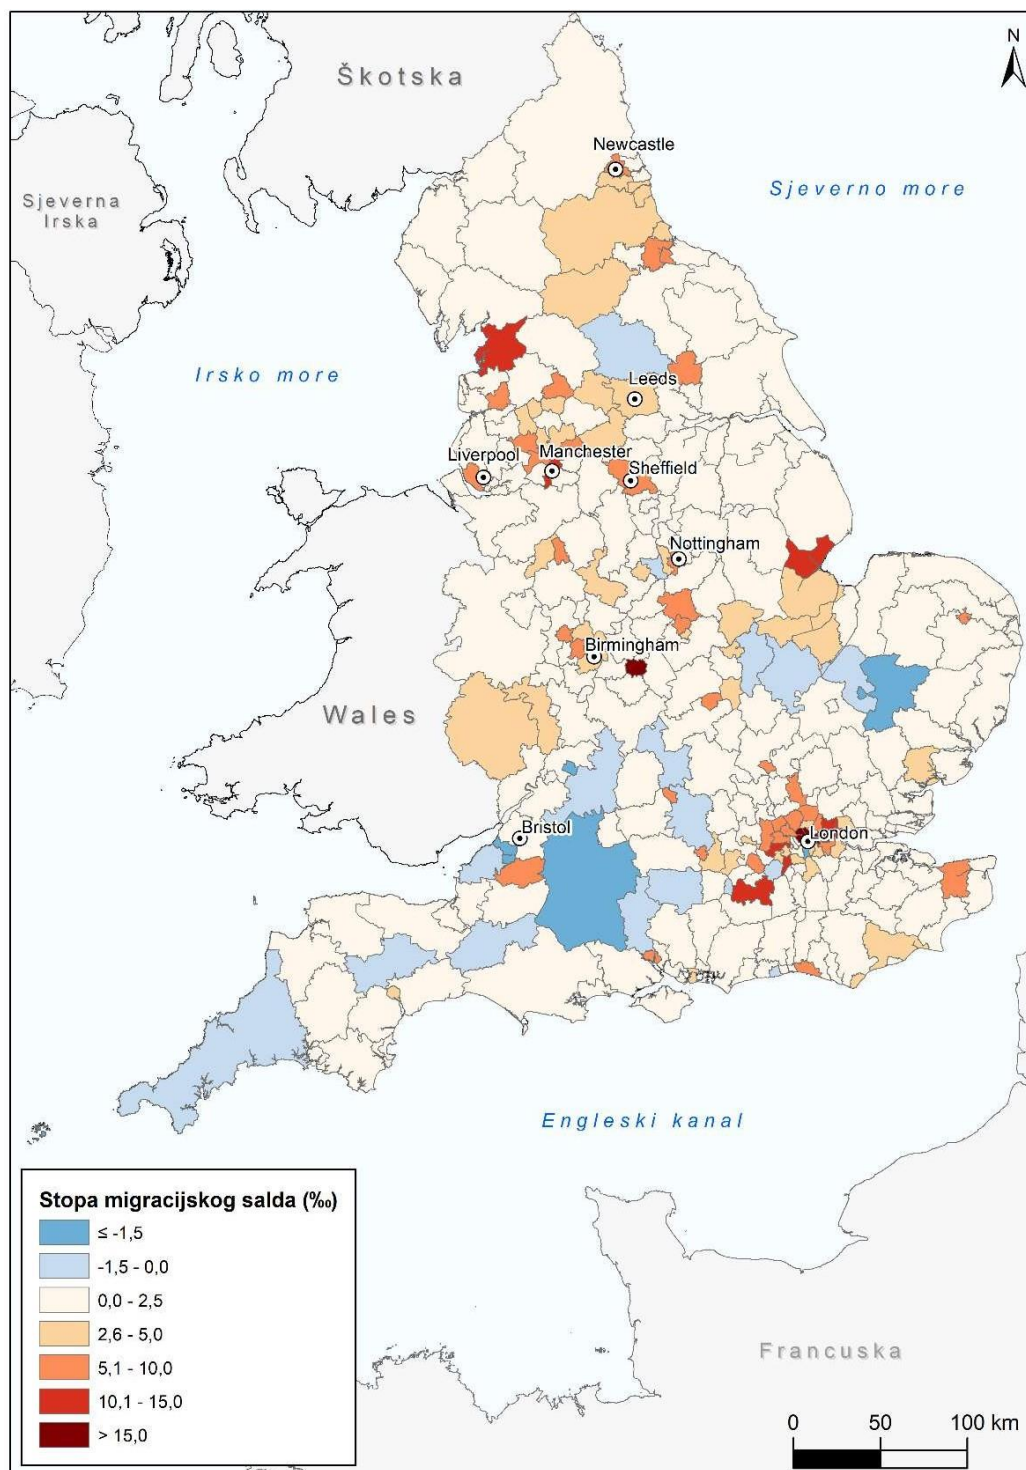 N
Škotska
Newcastle
Sjeverna
Irska
Sjeverno more
Irsko more
Leeds
Liverpool
Manchester
Sheffield
Nottingham
Birmingham
Wales
Bristol
London
Engleski kanal
Francuska
Stopa migracijskog salda (‰)
≤ -1,5
-1,5 - 0,0
0,0 - 2,5
2,6 - 5,0
5,1 - 10,0
10,1 - 15,0
> 15,0
0 50 100 km